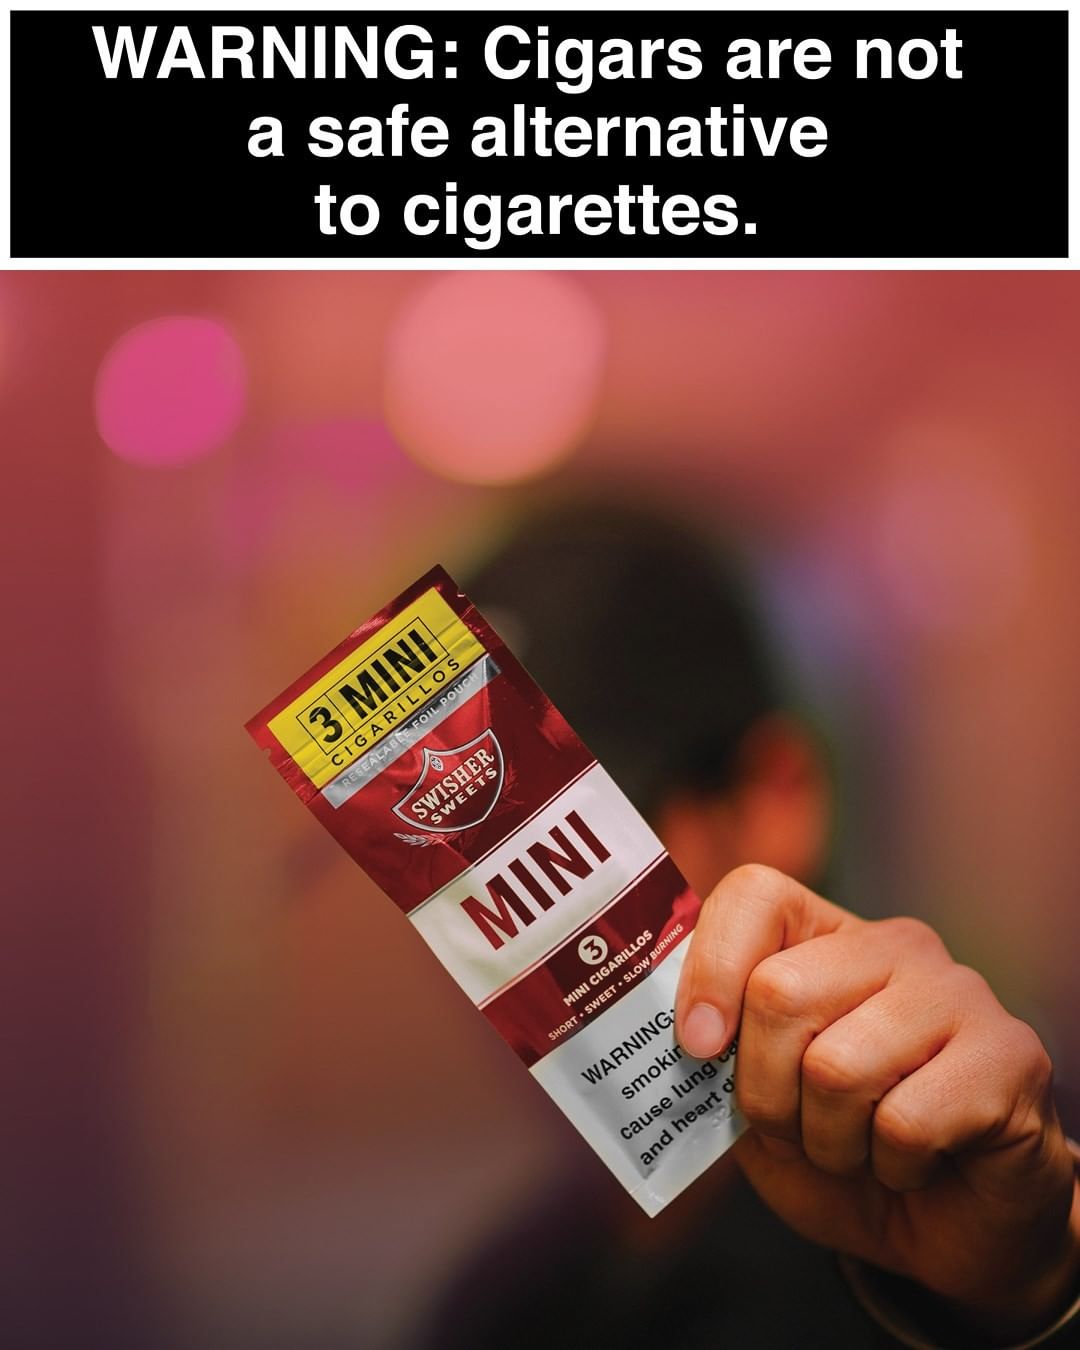 WARNING: Cigars are not
a safe alternative
to cigarettes.
3 MINI
CIGARILLOS
RESEALABLE FOIL POUCH
SWISHER
SWEETS
MINI
3
MINI CIGARILLOS
SHORT • SWEET • SLOW BURNING
WARNING:
cause lung
and heart